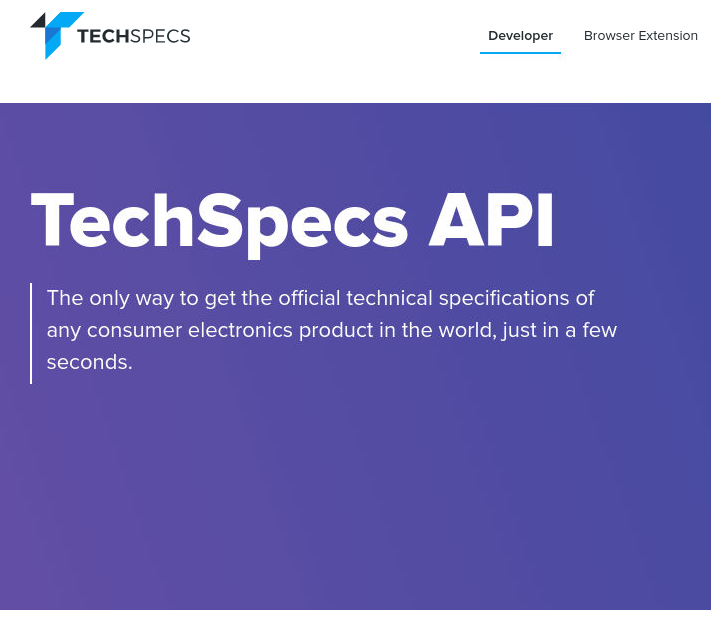 TECHSPECS
Developer
Browser Extension
TechSpecs API
The only way to get the official technical specifications of
any consumer electronics product in the world, just in a few
seconds.